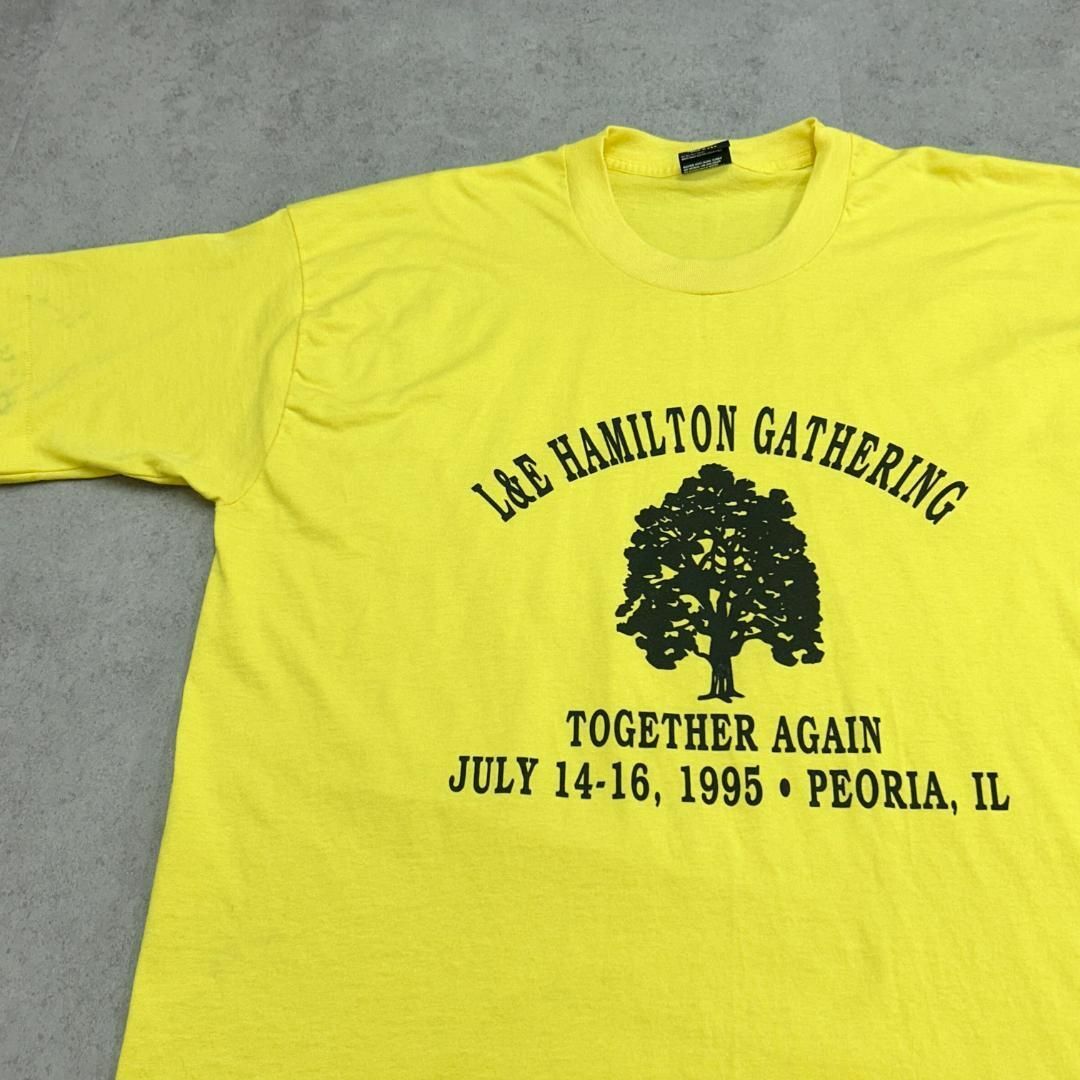 L&E HAMILTON GATHERING
TOGETHER AGAIN
JULY 14-16, 1995 • PEORIA, IL